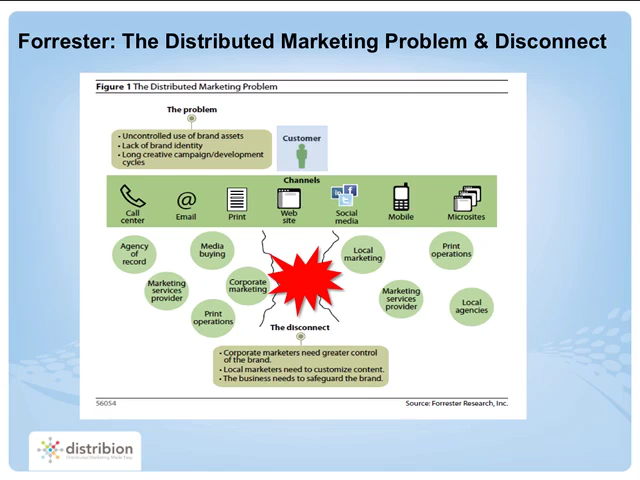 Forrester: The Distributed Marketing Problem & Disconnect
Figure 1 The Distributed Marketing Problem
The problem
• Uncontrolled use of brand assets
• Lack of brand identity
• Long creative campaign/development
cycles
Customer
Channels
Call
center
Email
Print
Web
site
Social
media
Mobile
Microsites
Agency
of
record
Media
buying
Marketing
services
provider
Corporate
marketing
Print
operations
Local
marketing
Print
operations
Marketing
services
provider
Local
agencies
The disconnect
• Corporate marketers need greater control
of the brand.
• Local marketers need to customize content.
• The business needs to safeguard the brand.
56054
Source: Forrester Research, Inc.
distribion
Distributed Marketing Made Easy